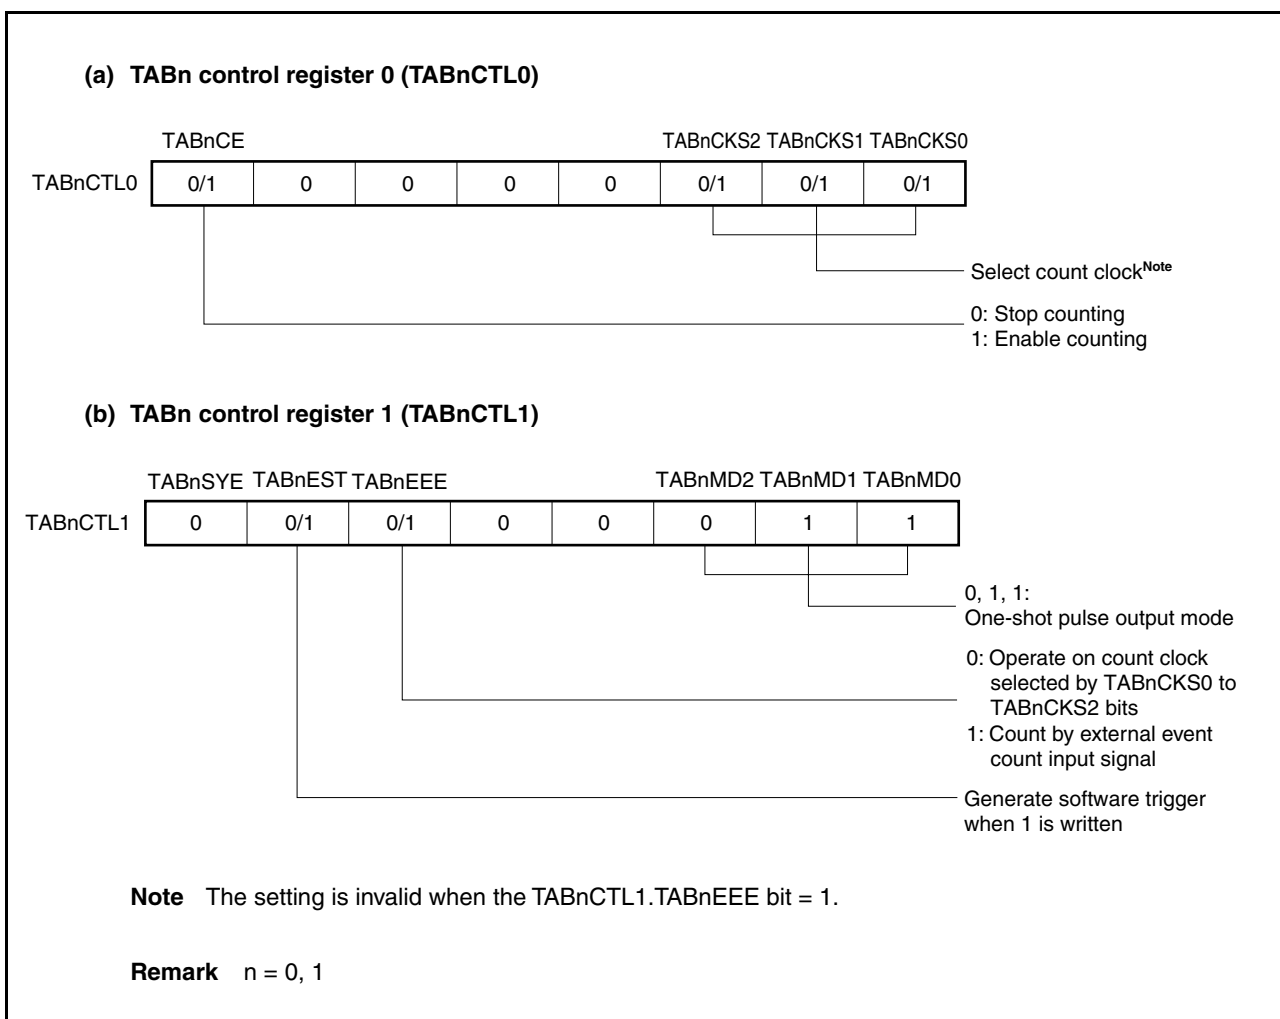 (a) TABn control register 0 (TABnCTL0)
TABnCE TABnCKS2 TABnCKS1 TABnCKS0
TABnCTL0 0/1 0 0 0 0 0/1 0/1 0/1
Select count clockNote
0: Stop counting
1: Enable counting
(b) TABn control register 1 (TABnCTL1)
TABnSYE TABnEST TABnEEE TABnMD2 TABnMD1 TABnMD0
TABnCTL1 0 0/1 0/1 0 0 0 1 1
0, 1, 1:
One-shot pulse output mode
0: Operate on count clock
selected by TABnCKS0 to
TABnCKS2 bits
1: Count by external event
count input signal
Generate software trigger
when 1 is written
Note The setting is invalid when the TABnCTL1.TABnEEE bit = 1.
Remark n = 0, 1